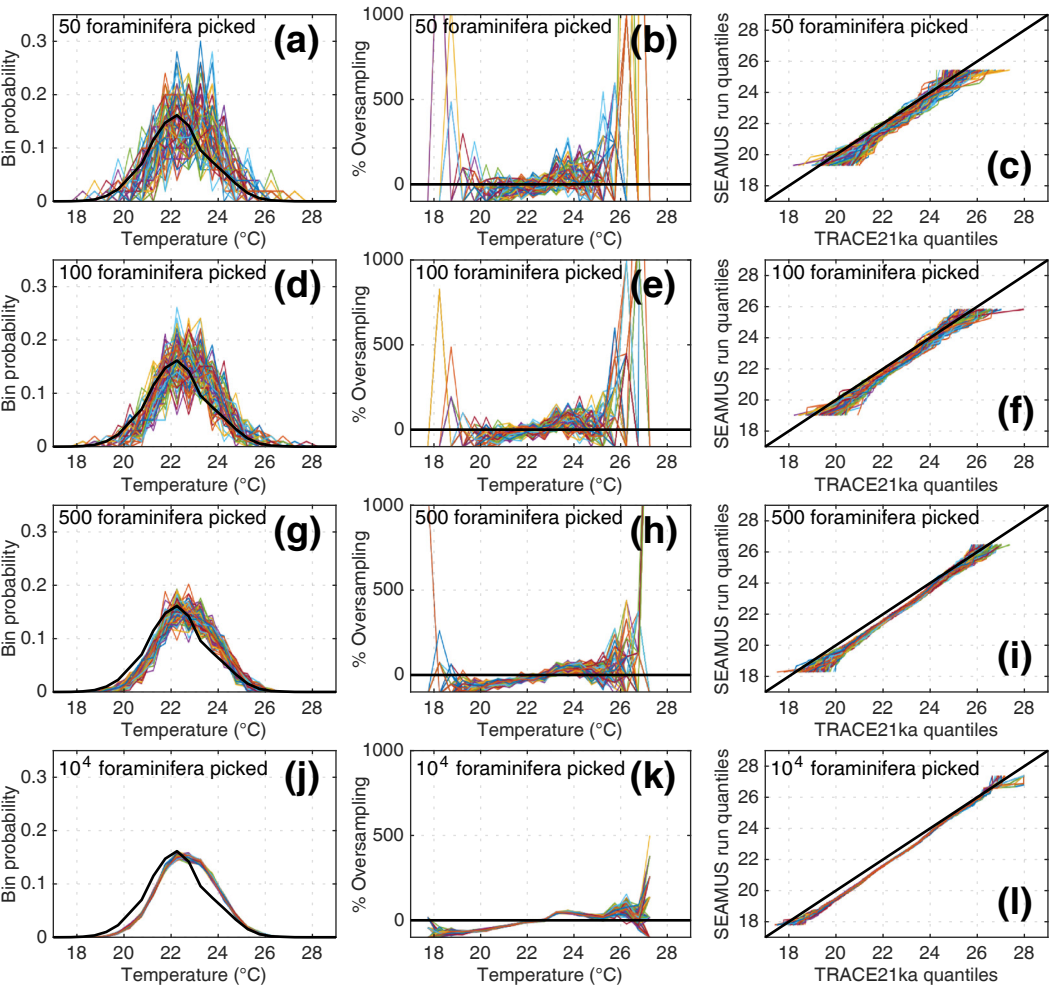 50 foraminifera picked
(a)
Bin probability
0.3
0.2
0.1
0
18 20 22 24 26 28
Temperature (°C)
50 foraminifera picked
(b)
% Oversampling
1000
500
0
18 20 22 24 26 28
Temperature (°C)
50 foraminifera picked
(c)
SEAMUS run quantiles
28
26
24
22
20
18
18 20 22 24 26 28
TRACE21ka quantiles
100 foraminifera picked
(d)
Bin probability
0.3
0.2
0.1
0
18 20 22 24 26 28
Temperature (°C)
100 foraminifera picked
(e)
% Oversampling
1000
500
0
18 20 22 24 26 28
Temperature (°C)
100 foraminifera picked
(f)
SEAMUS run quantiles
28
26
24
22
20
18
18 20 22 24 26 28
TRACE21ka quantiles
500 foraminifera picked
(g)
Bin probability
0.3
0.2
0.1
0
18 20 22 24 26 28
Temperature (°C)
500 foraminifera picked
(h)
% Oversampling
1000
500
0
18 20 22 24 26 28
Temperature (°C)
500 foraminifera picked
(i)
SEAMUS run quantiles
28
26
24
22
20
18
18 20 22 24 26 28
TRACE21ka quantiles
10⁴ foraminifera picked
(j)
Bin probability
0.3
0.2
0.1
0
18 20 22 24 26 28
Temperature (°C)
10⁴ foraminifera picked
(k)
% Oversampling
1000
500
0
18 20 22 24 26 28
Temperature (°C)
10⁴ foraminifera picked
(l)
SEAMUS run quantiles
28
26
24
22
20
18
18 20 22 24 26 28
TRACE21ka quantiles